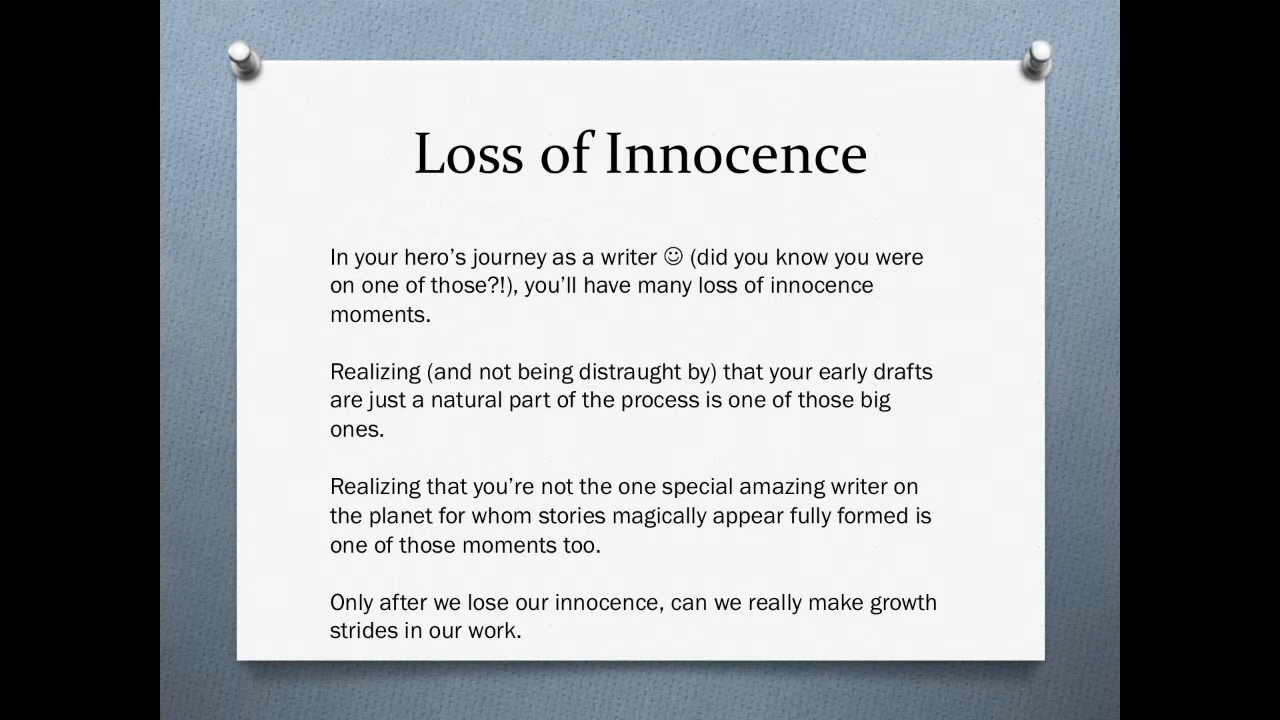 Loss of Innocence
In your hero’s journey as a writer ☺ (did you know you were
on one of those?!), you’ll have many loss of innocence
moments.
Realizing (and not being distraught by) that your early drafts
are just a natural part of the process is one of those big
ones.
Realizing that you’re not the one special amazing writer on
the planet for whom stories magically appear fully formed is
one of those moments too.
Only after we lose our innocence, can we really make growth
strides in our work.